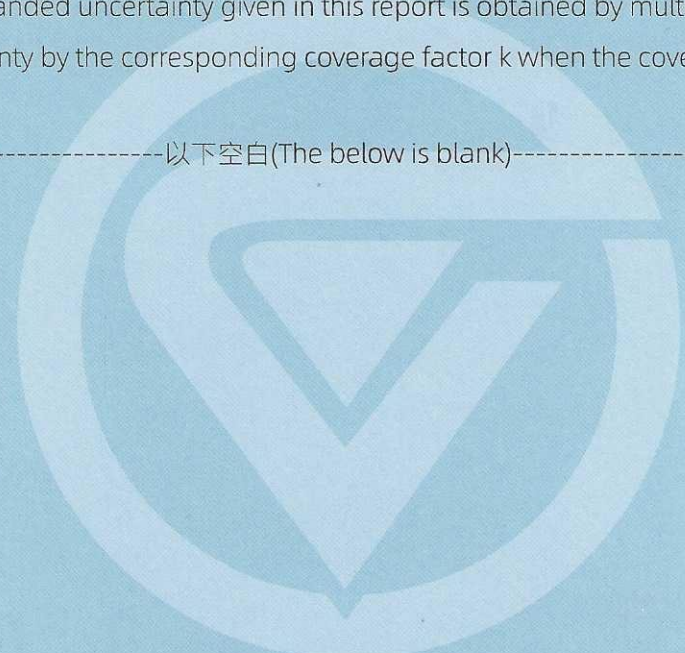 anded uncertainty given in this report is obtained by mult
nty by the corresponding coverage factor k when the cove
---------------以下空白(The below is blank)---------------